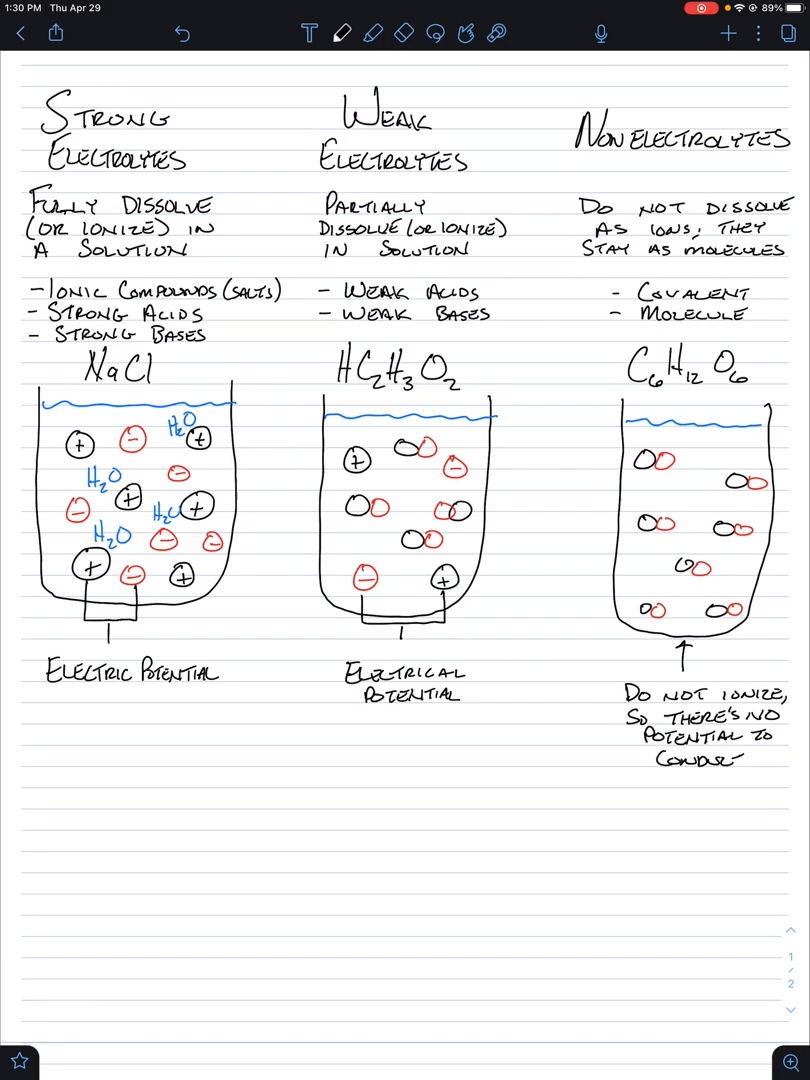 1:30 PM Thu Apr 29
89%
T
STRONG
ELECTROLYTES
FULLY DISSOLVE
(OR IONIZE) IN
A SOLUTION
- IONIC COMPOUNDS (SALTS)
- STRONG ACIDS
- STRONG BASES
NaCl
+
-
H2O
+
H2O
-
-
+
H2O
+
H2O
-
-
+
-
+
ELECTRIC POTENTIAL
WEAK
ELECTROLYTES
PARTIALLY
DISSOLVE (OR IONIZE)
IN SOLUTION
- WEAK ACIDS
- WEAK BASES
HC2H3O2
+
-
-
+
ELECTRICAL
POTENTIAL
NONELECTROLYTES
DO NOT DISSOLVE
AS IONS; THEY
STAY AS MOLECULES
- COVALENT
- MOLECULE
C6H12O6
DO NOT IONIZE,
SO THERE'S NO
POTENTIAL TO
CONDUCT
1
/
2